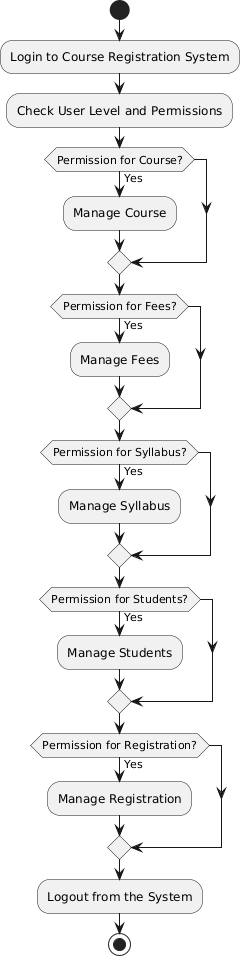 Login to Course Registration System
Check User Level and Permissions
Permission for Course?
Yes
Manage Course
Permission for Fees?
Yes
Manage Fees
Permission for Syllabus?
Yes
Manage Syllabus
Permission for Students?
Yes
Manage Students
Permission for Registration?
Yes
Manage Registration
Logout from the System